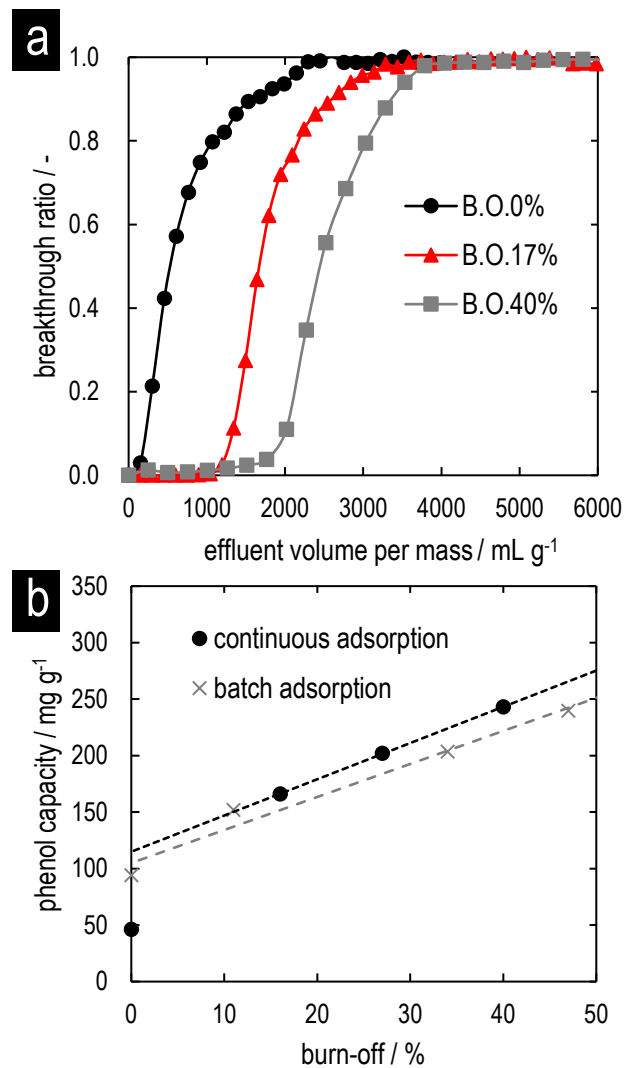 a
1.0
0.8
0.6
0.4
0.2
0.0
breakthrough ratio / -
B.O.0%
B.O.17%
B.O.40%
0 1000 2000 3000 4000 5000 6000
effluent volume per mass / mL g⁻¹
b
350
300
250
200
150
100
50
0
phenol capacity / mg g⁻¹
continuous adsorption
batch adsorption
0 10 20 30 40 50
burn-off / %